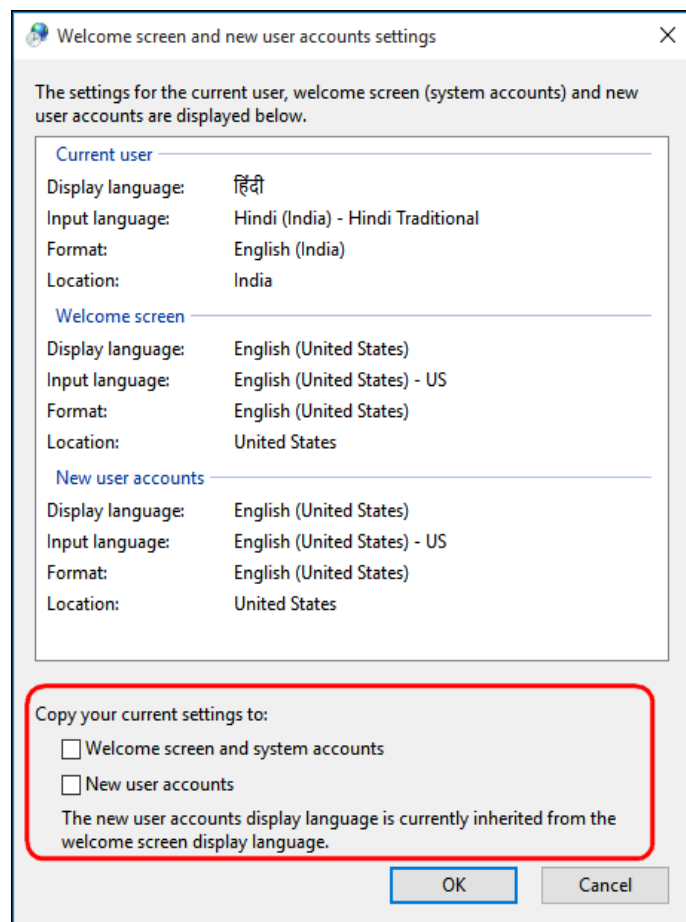 Welcome screen and new user accounts settings
The settings for the current user, welcome screen (system accounts) and new
user accounts are displayed below.
Current user
Display language: हिंदी
Input language: Hindi (India) - Hindi Traditional
Format: English (India)
Location: India
Welcome screen
Display language: English (United States)
Input language: English (United States) - US
Format: English (United States)
Location: United States
New user accounts
Display language: English (United States)
Input language: English (United States) - US
Format: English (United States)
Location: United States
Copy your current settings to:
Welcome screen and system accounts
New user accounts
The new user accounts display language is currently inherited from the
welcome screen display language.
OK Cancel